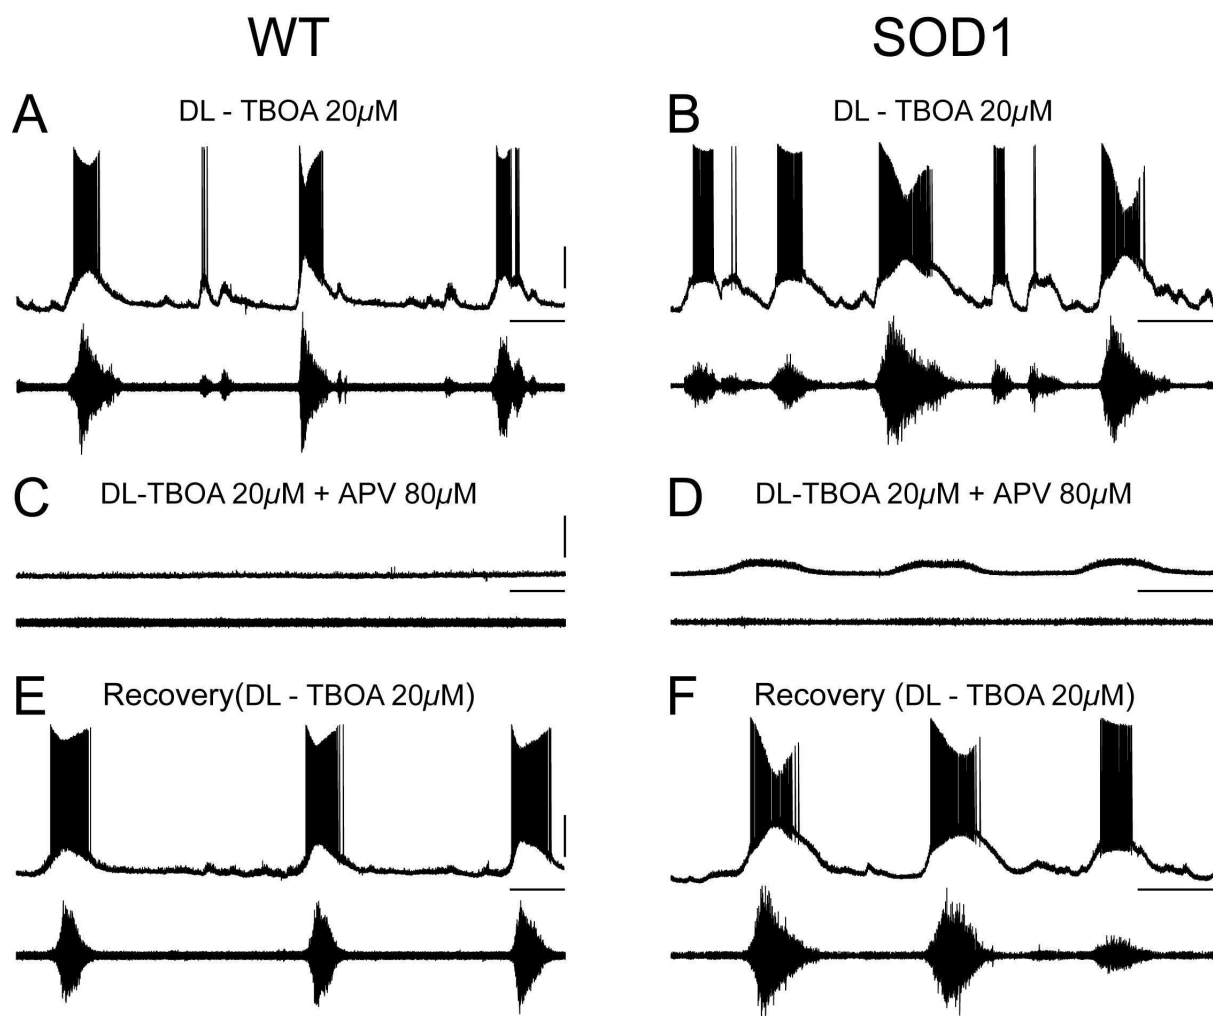 WT
SOD1
A
DL - TBOA 20µM
B
DL - TBOA 20µM
C
DL-TBOA 20µM + APV 80µM
D
DL-TBOA 20µM + APV 80µM
E
Recovery(DL - TBOA 20µM)
F
Recovery (DL - TBOA 20µM)